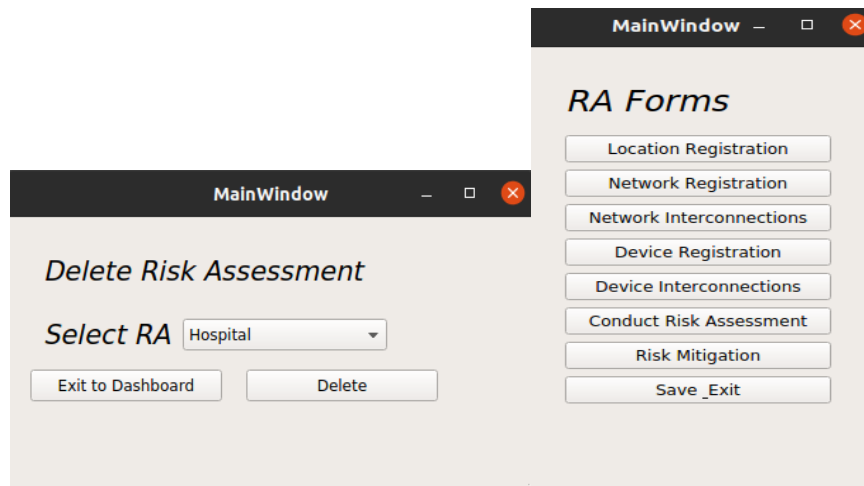 MainWindow
Delete Risk Assessment
Select RA Hospital
Exit to Dashboard Delete
MainWindow
RA Forms
Location Registration
Network Registration
Network Interconnections
Device Registration
Device Interconnections
Conduct Risk Assessment
Risk Mitigation
Save _Exit